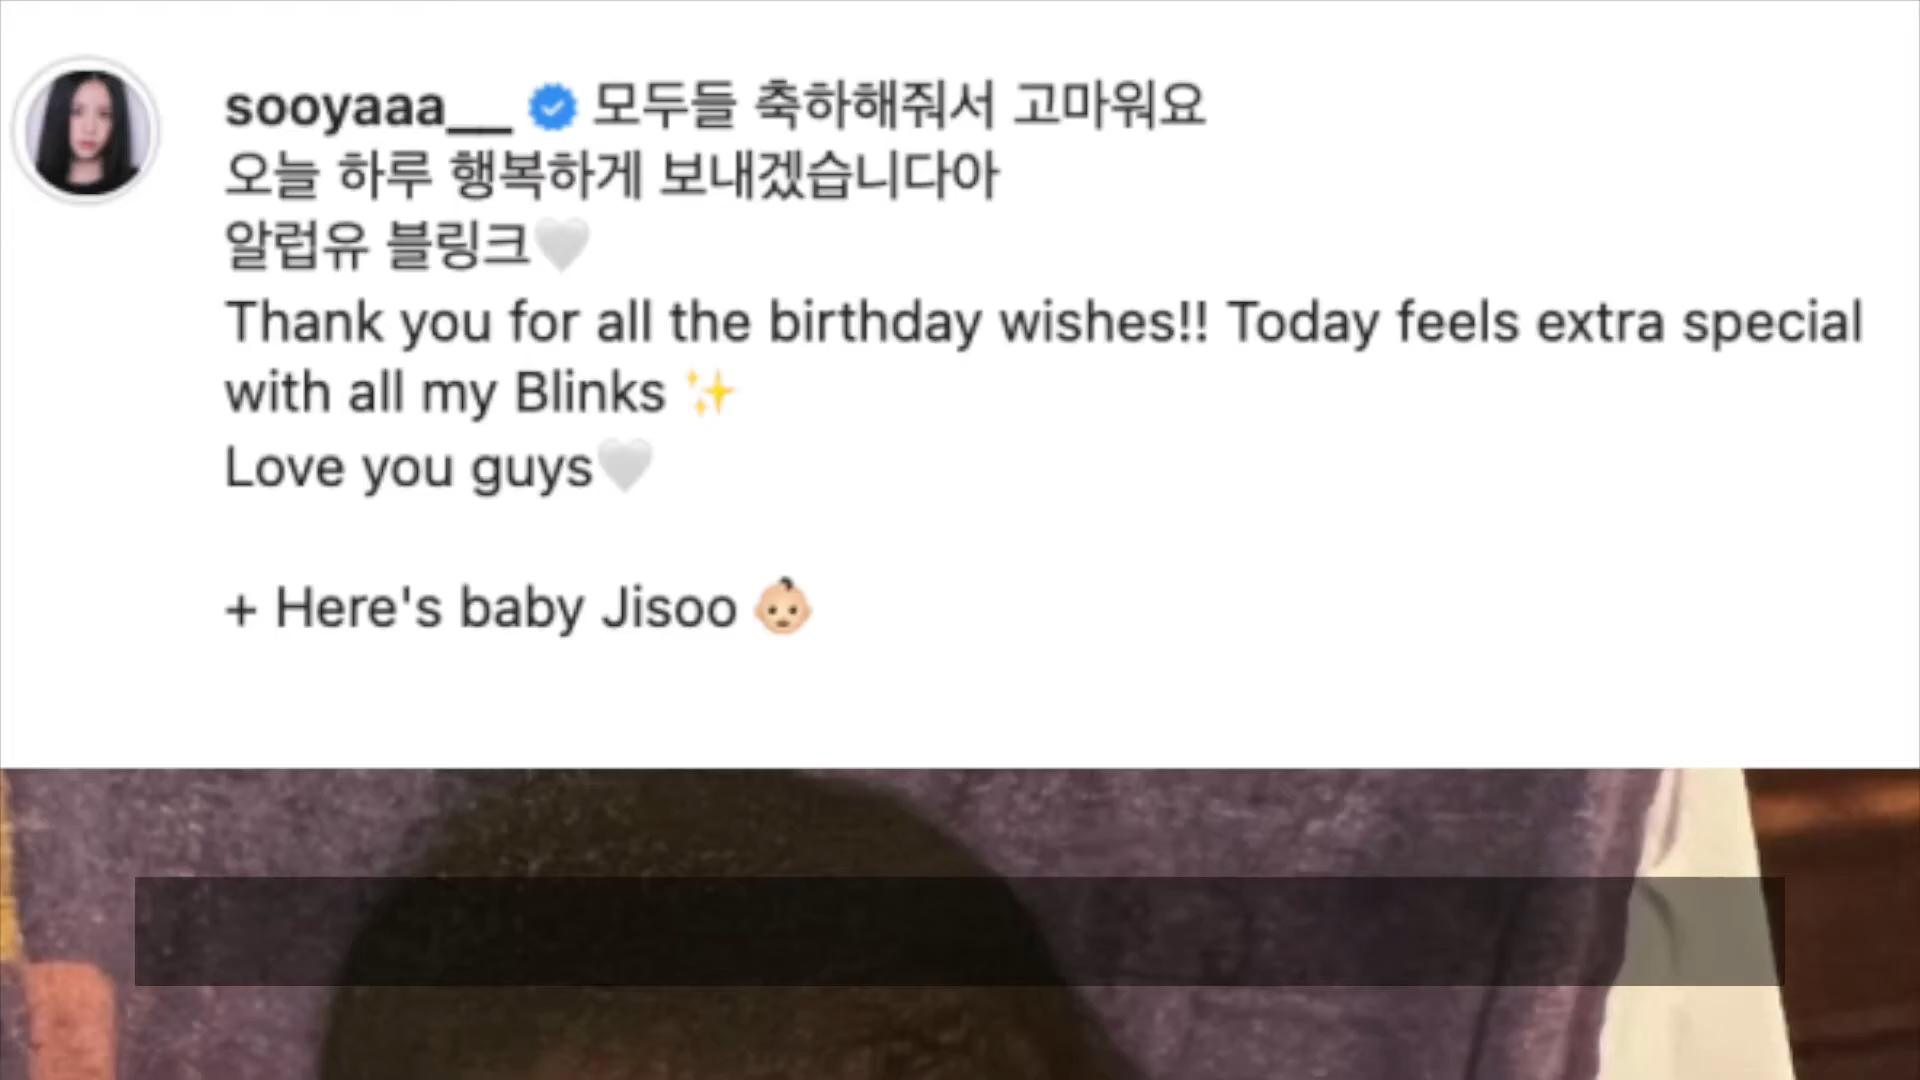 sooyaaa__ 모두들 축하해줘서 고마워요
오늘 하루 행복하게 보내겠습니다아
알럽유 블링크🤍
Thank you for all the birthday wishes!! Today feels extra special
with all my Blinks ✨
Love you guys🤍
+ Here's baby Jisoo 👶🏻